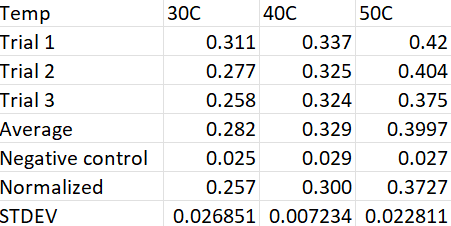 Temp 30C 40C 50C
Trial 1 0.311 0.337 0.42
Trial 2 0.277 0.325 0.404
Trial 3 0.258 0.324 0.375
Average 0.282 0.329 0.3997
Negative control 0.025 0.029 0.027
Normalized 0.257 0.300 0.3727
STDEV 0.026851 0.007234 0.022811